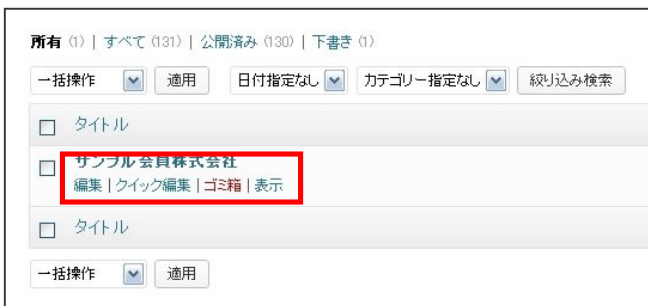 所有 (1) | すべて (131) | 公開済み (130) | 下書き (1)
一括操作 適用 日付指定なし カテゴリー指定なし 絞り込み検索
タイトル
サンプル会員株式会社
編集 | クイック編集 | ゴミ箱 | 表示
タイトル
一括操作 適用